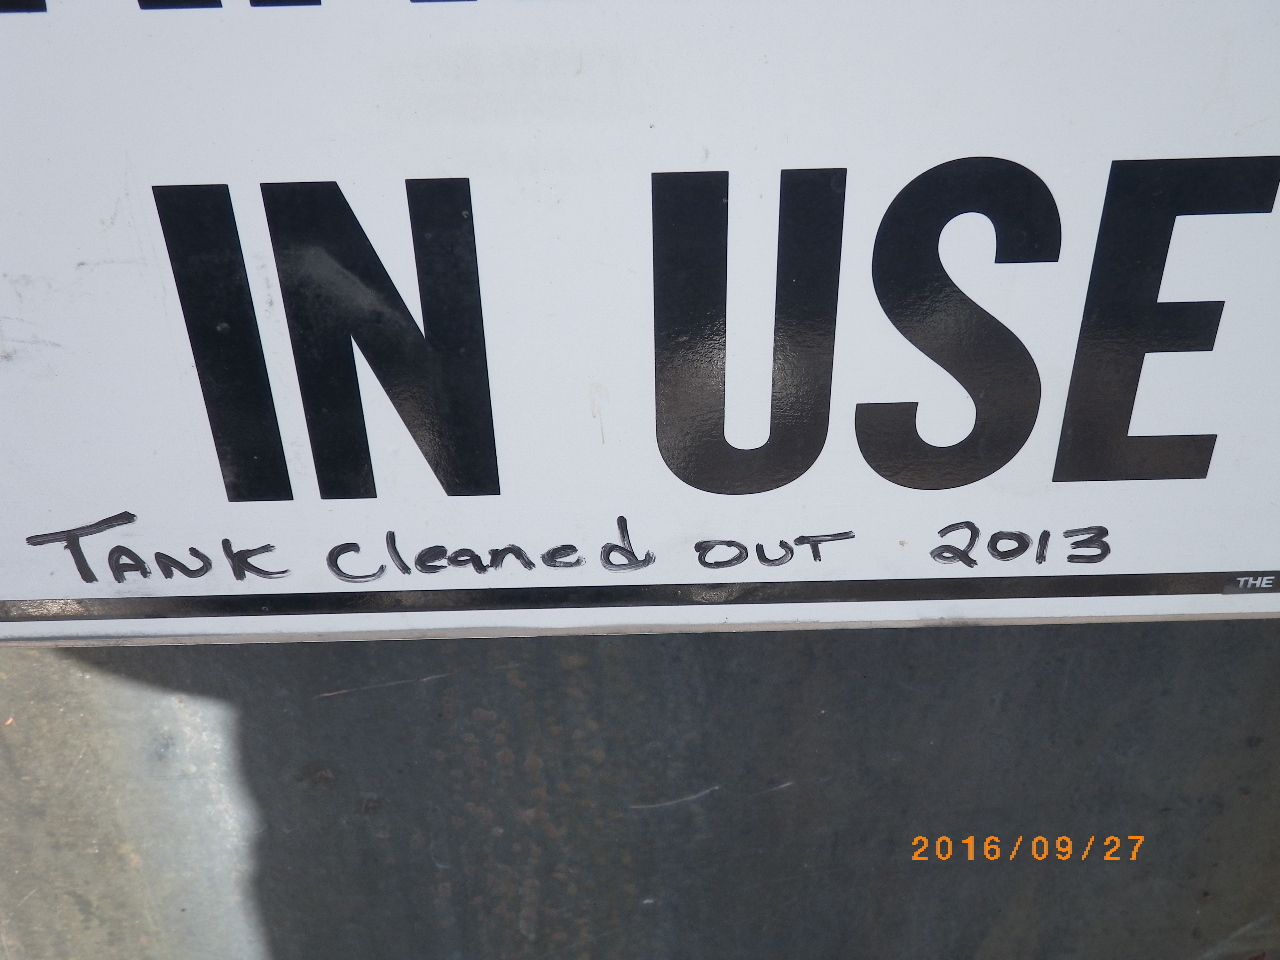 IN USE
TANK Cleaned OUT 2013
THE
2016/09/27